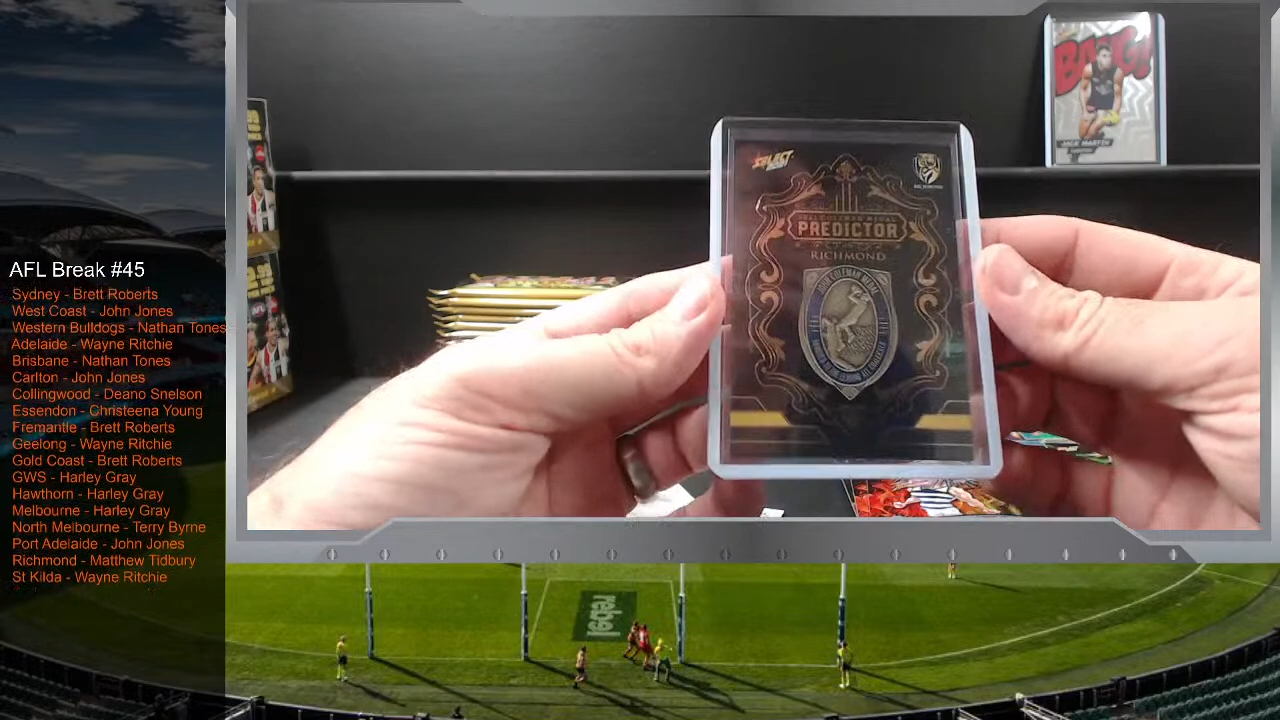 AFL Break #45
Sydney - Brett Roberts
West Coast - John Jones
Western Bulldogs - Nathan Tones
Adelaide - Wayne Ritchie
Brisbane - Nathan Tones
Carlton - John Jones
Collingwood - Deano Snelson
Essendon - Christeena Young
Fremantle - Brett Roberts
Geelong - Wayne Ritchie
Gold Coast - Brett Roberts
GWS - Harley Gray
Hawthorn - Harley Gray
Melbourne - Harley Gray
North Melbourne - Terry Byrne
Port Adelaide - John Jones
Richmond - Matthew Tidbury
St Kilda - Wayne Ritchie
SELECT
COLEMAN MEDAL
PREDICTOR
RICHMOND
JOHN COLEMAN MEDAL
BANG!
JACK MARTIN
rebel